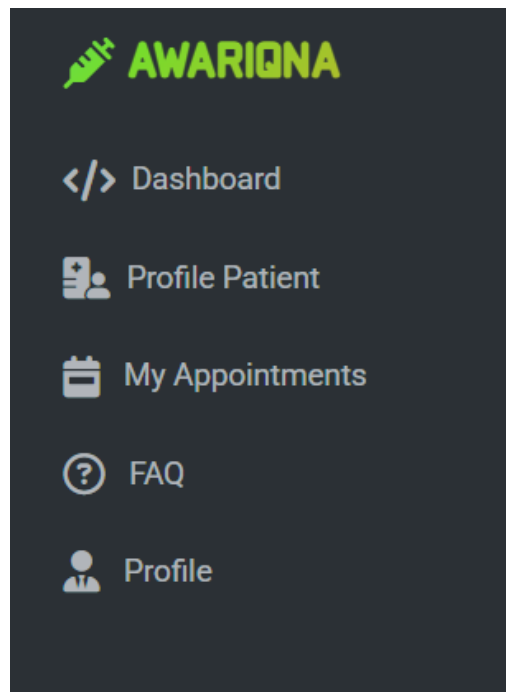 AWARIQNA
Dashboard
Profile Patient
My Appointments
FAQ
Profile